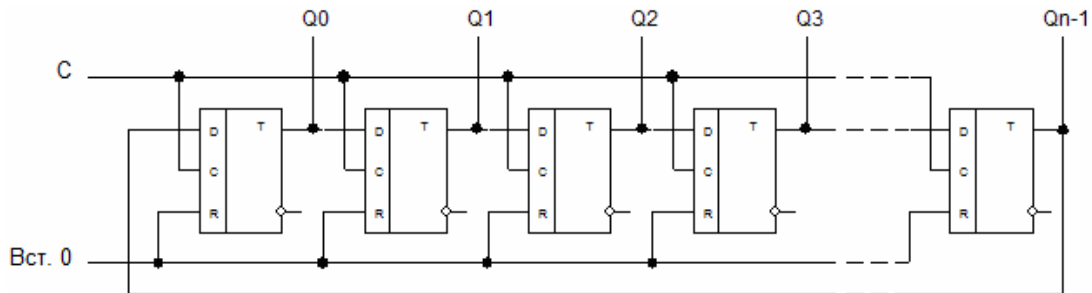 Q0 Q1 Q2 Q3 Qn-1
C
D T D T D T D T D T
C C C C C
R R R R R
Вст. 0